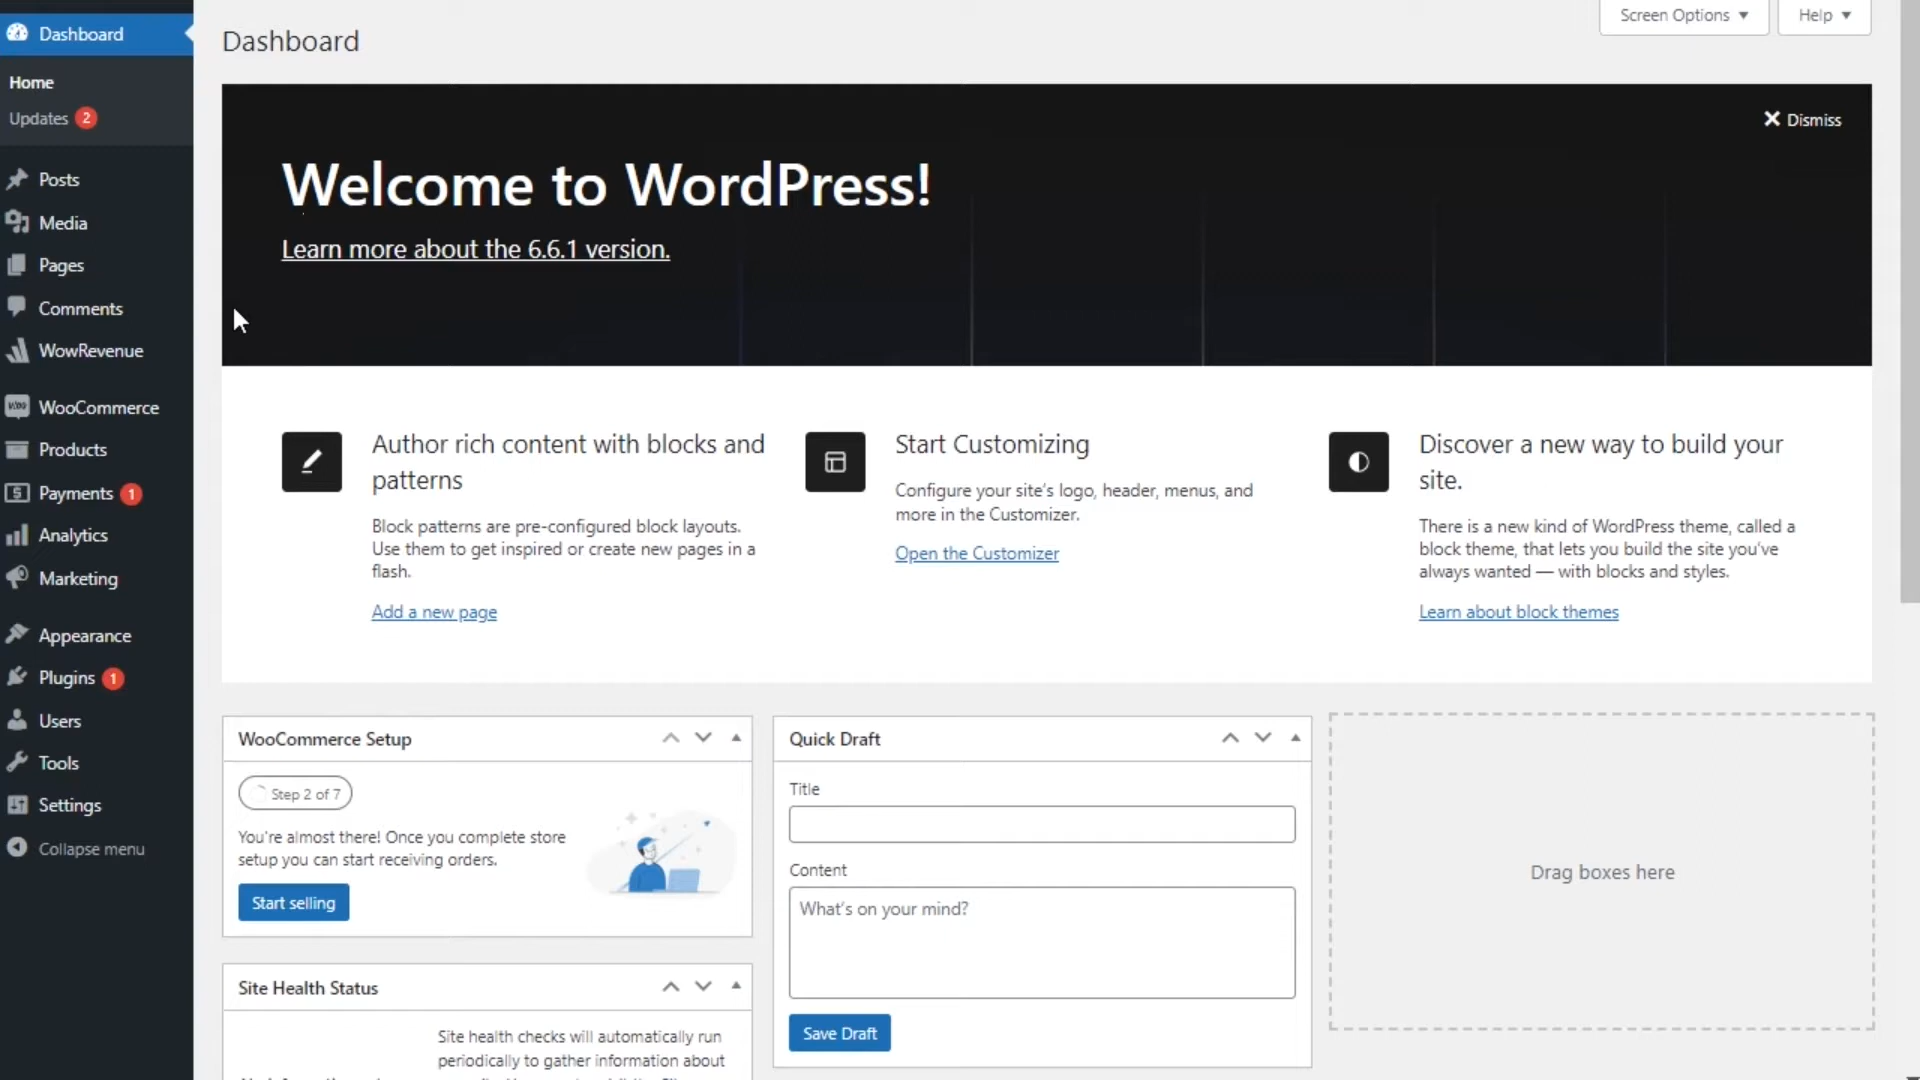 Dashboard
Home
Updates 2
Posts
Media
Pages
Comments
WowRevenue
WooCommerce
Products
Payments 1
Analytics
Marketing
Appearance
Plugins 1
Users
Tools
Settings
Collapse menu
Screen Options
Help
Dashboard
Dismiss
Welcome to WordPress!
Learn more about the 6.6.1 version.
Author rich content with blocks and
patterns
Block patterns are pre-configured block layouts.
Use them to get inspired or create new pages in a
flash.
Add a new page
Start Customizing
Configure your site's logo, header, menus, and
more in the Customizer.
Open the Customizer
Discover a new way to build your
site.
There is a new kind of WordPress theme, called a
block theme, that lets you build the site you've
always wanted — with blocks and styles.
Learn about block themes
WooCommerce Setup
Step 2 of 7
You're almost there! Once you complete store
setup you can start receiving orders.
Start selling
Site Health Status
Site health checks will automatically run
periodically to gather information about
Quick Draft
Title
Content
What's on your mind?
Save Draft
Drag boxes here